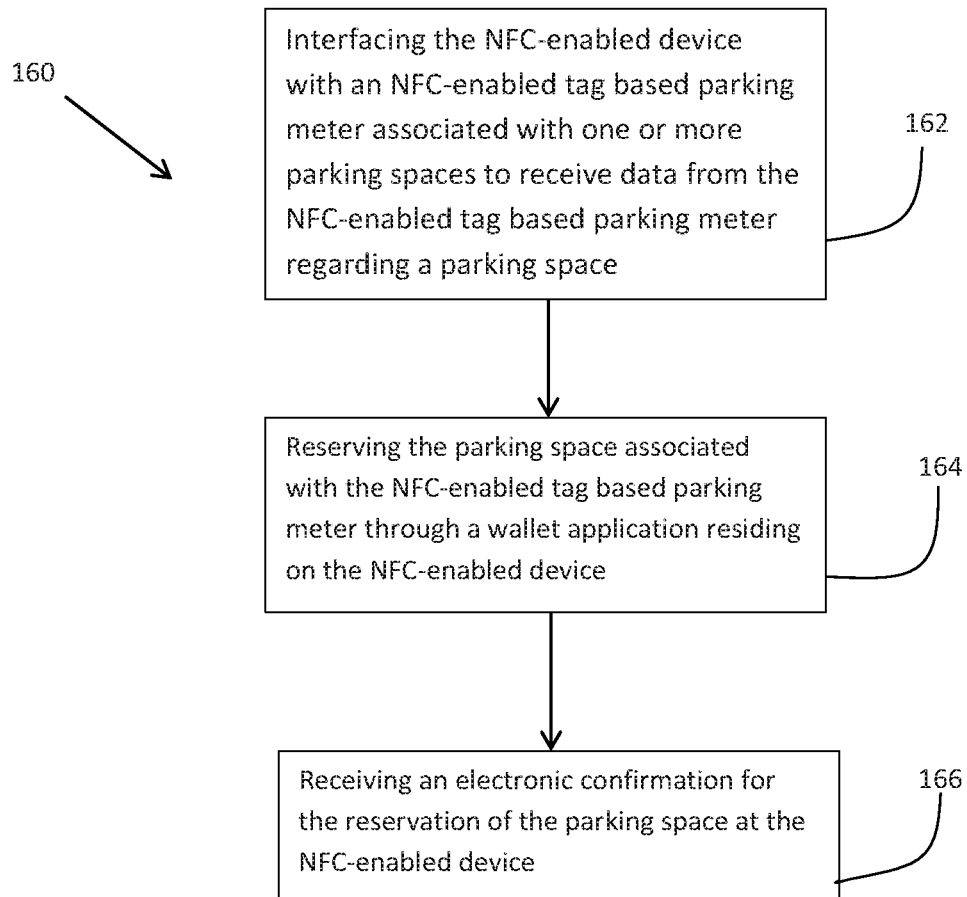 160
Interfacing the NFC-enabled device
with an NFC-enabled tag based parking
meter associated with one or more
parking spaces to receive data from the
NFC-enabled tag based parking meter
regarding a parking space
162
Reserving the parking space associated
with the NFC-enabled tag based parking
meter through a wallet application residing
on the NFC-enabled device
164
Receiving an electronic confirmation for
the reservation of the parking space at the
NFC-enabled device
166